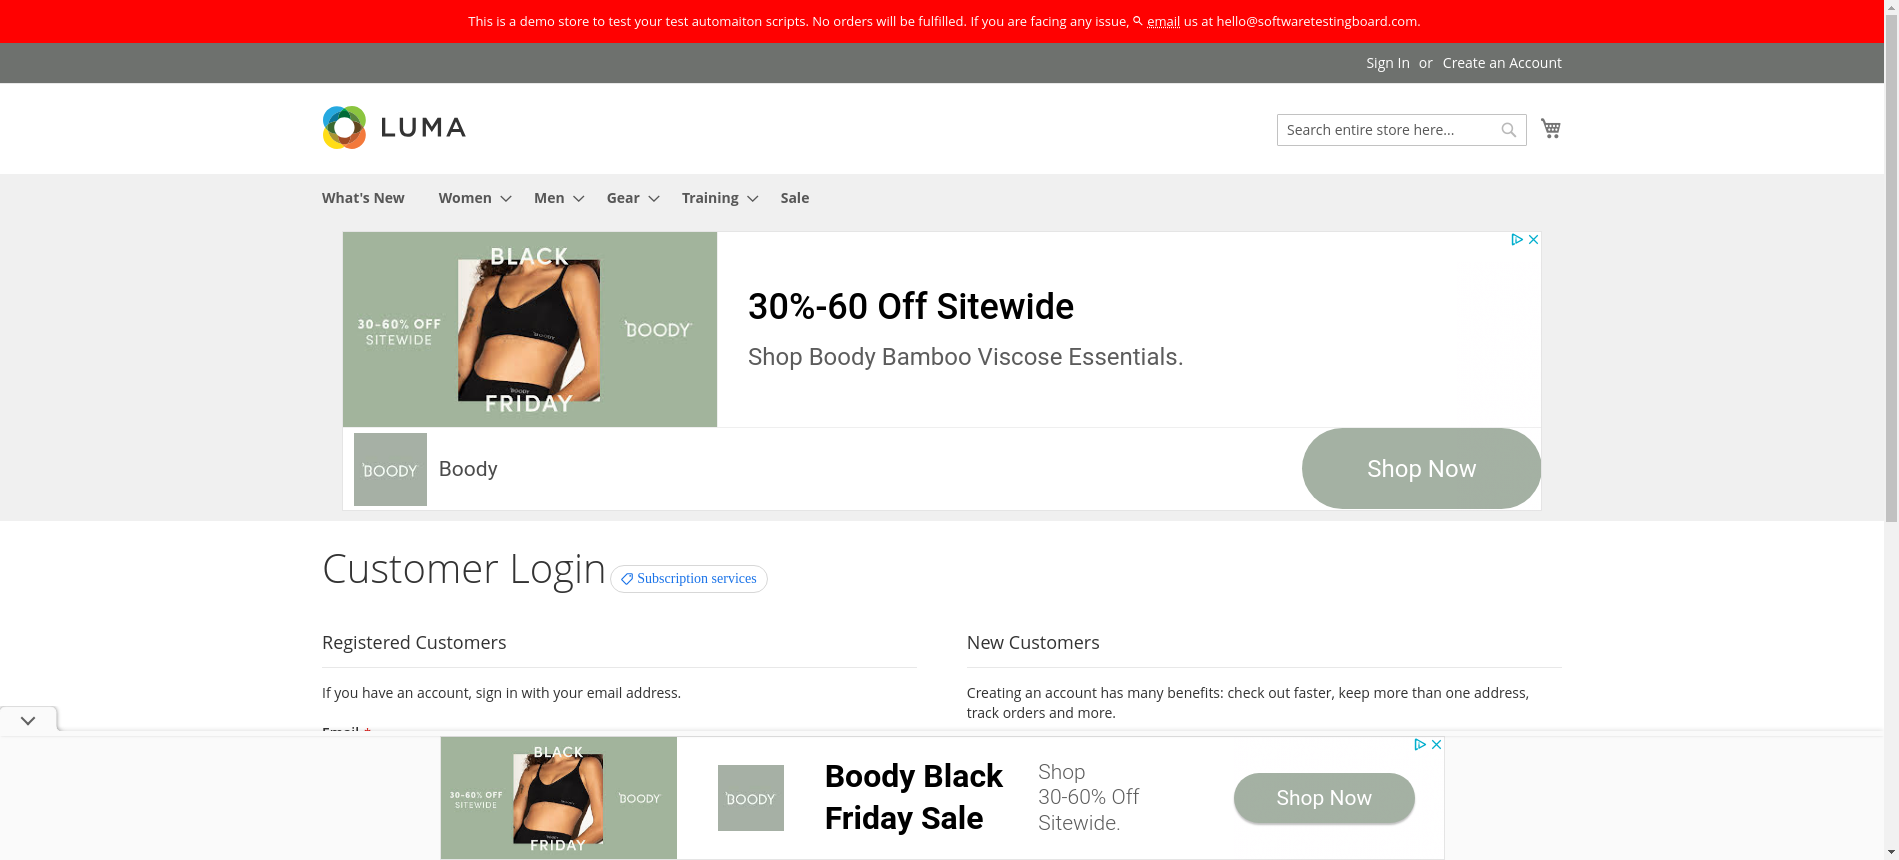 This is a demo store to test your test automaiton scripts. No orders will be fulfilled. If you are facing any issue, email us at hello@softwaretestingboard.com.
Sign In or Create an Account
LUMA
Search entire store here...
What's New Women Men Gear Training Sale
BLACK
30-60% OFF
SITEWIDE
BOODY
BOODY
BOODY
FRIDAY
30%-60 Off Sitewide
Shop Boody Bamboo Viscose Essentials.
BOODY
Boody
Shop Now
Customer Login
Subscription services
Registered Customers
If you have an account, sign in with your email address.
Email *
New Customers
Creating an account has many benefits: check out faster, keep more than one address,
track orders and more.
BLACK
30-60% OFF
SITEWIDE
BOODY
FRIDAY
BOODY
Boody Black
Friday Sale
Shop
30-60% Off
Sitewide.
Shop Now